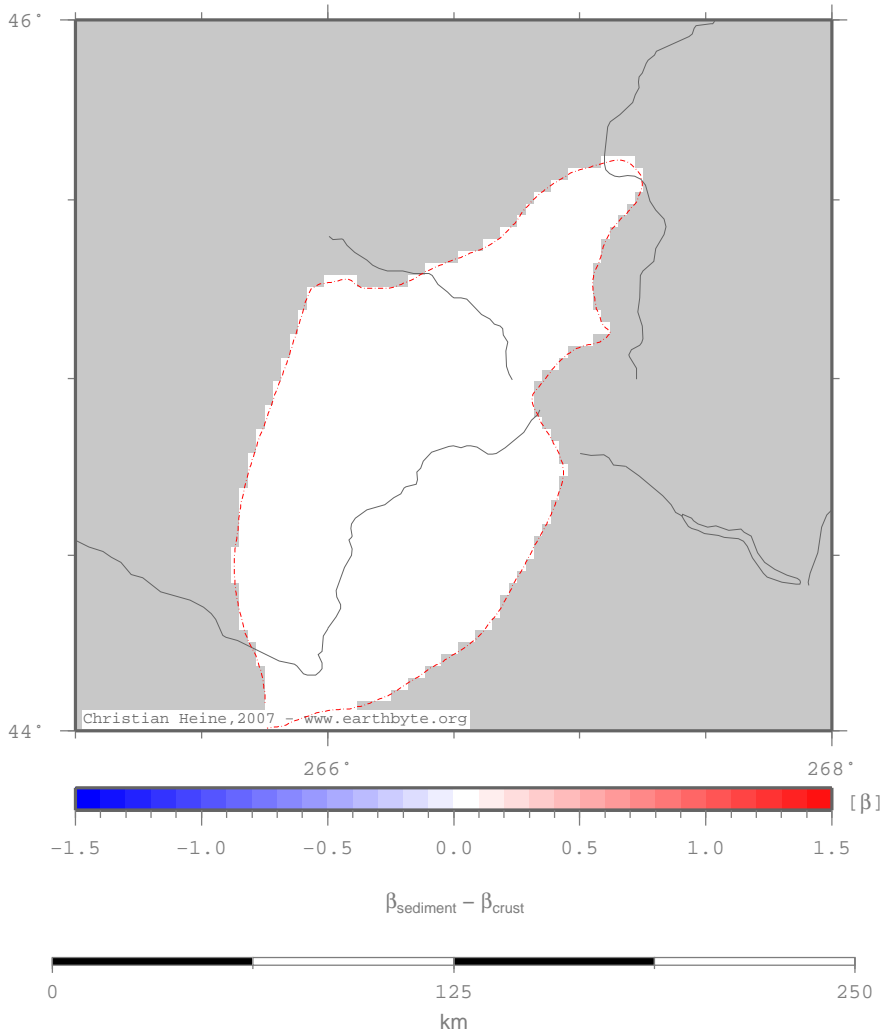 46°
44°
Christian Heine,2007 - www.earthbyte.org
266° 268°
[β]
-1.5 -1.0 -0.5 0.0 0.5 1.0 1.5
βsediment − βcrust
0 125 250
km